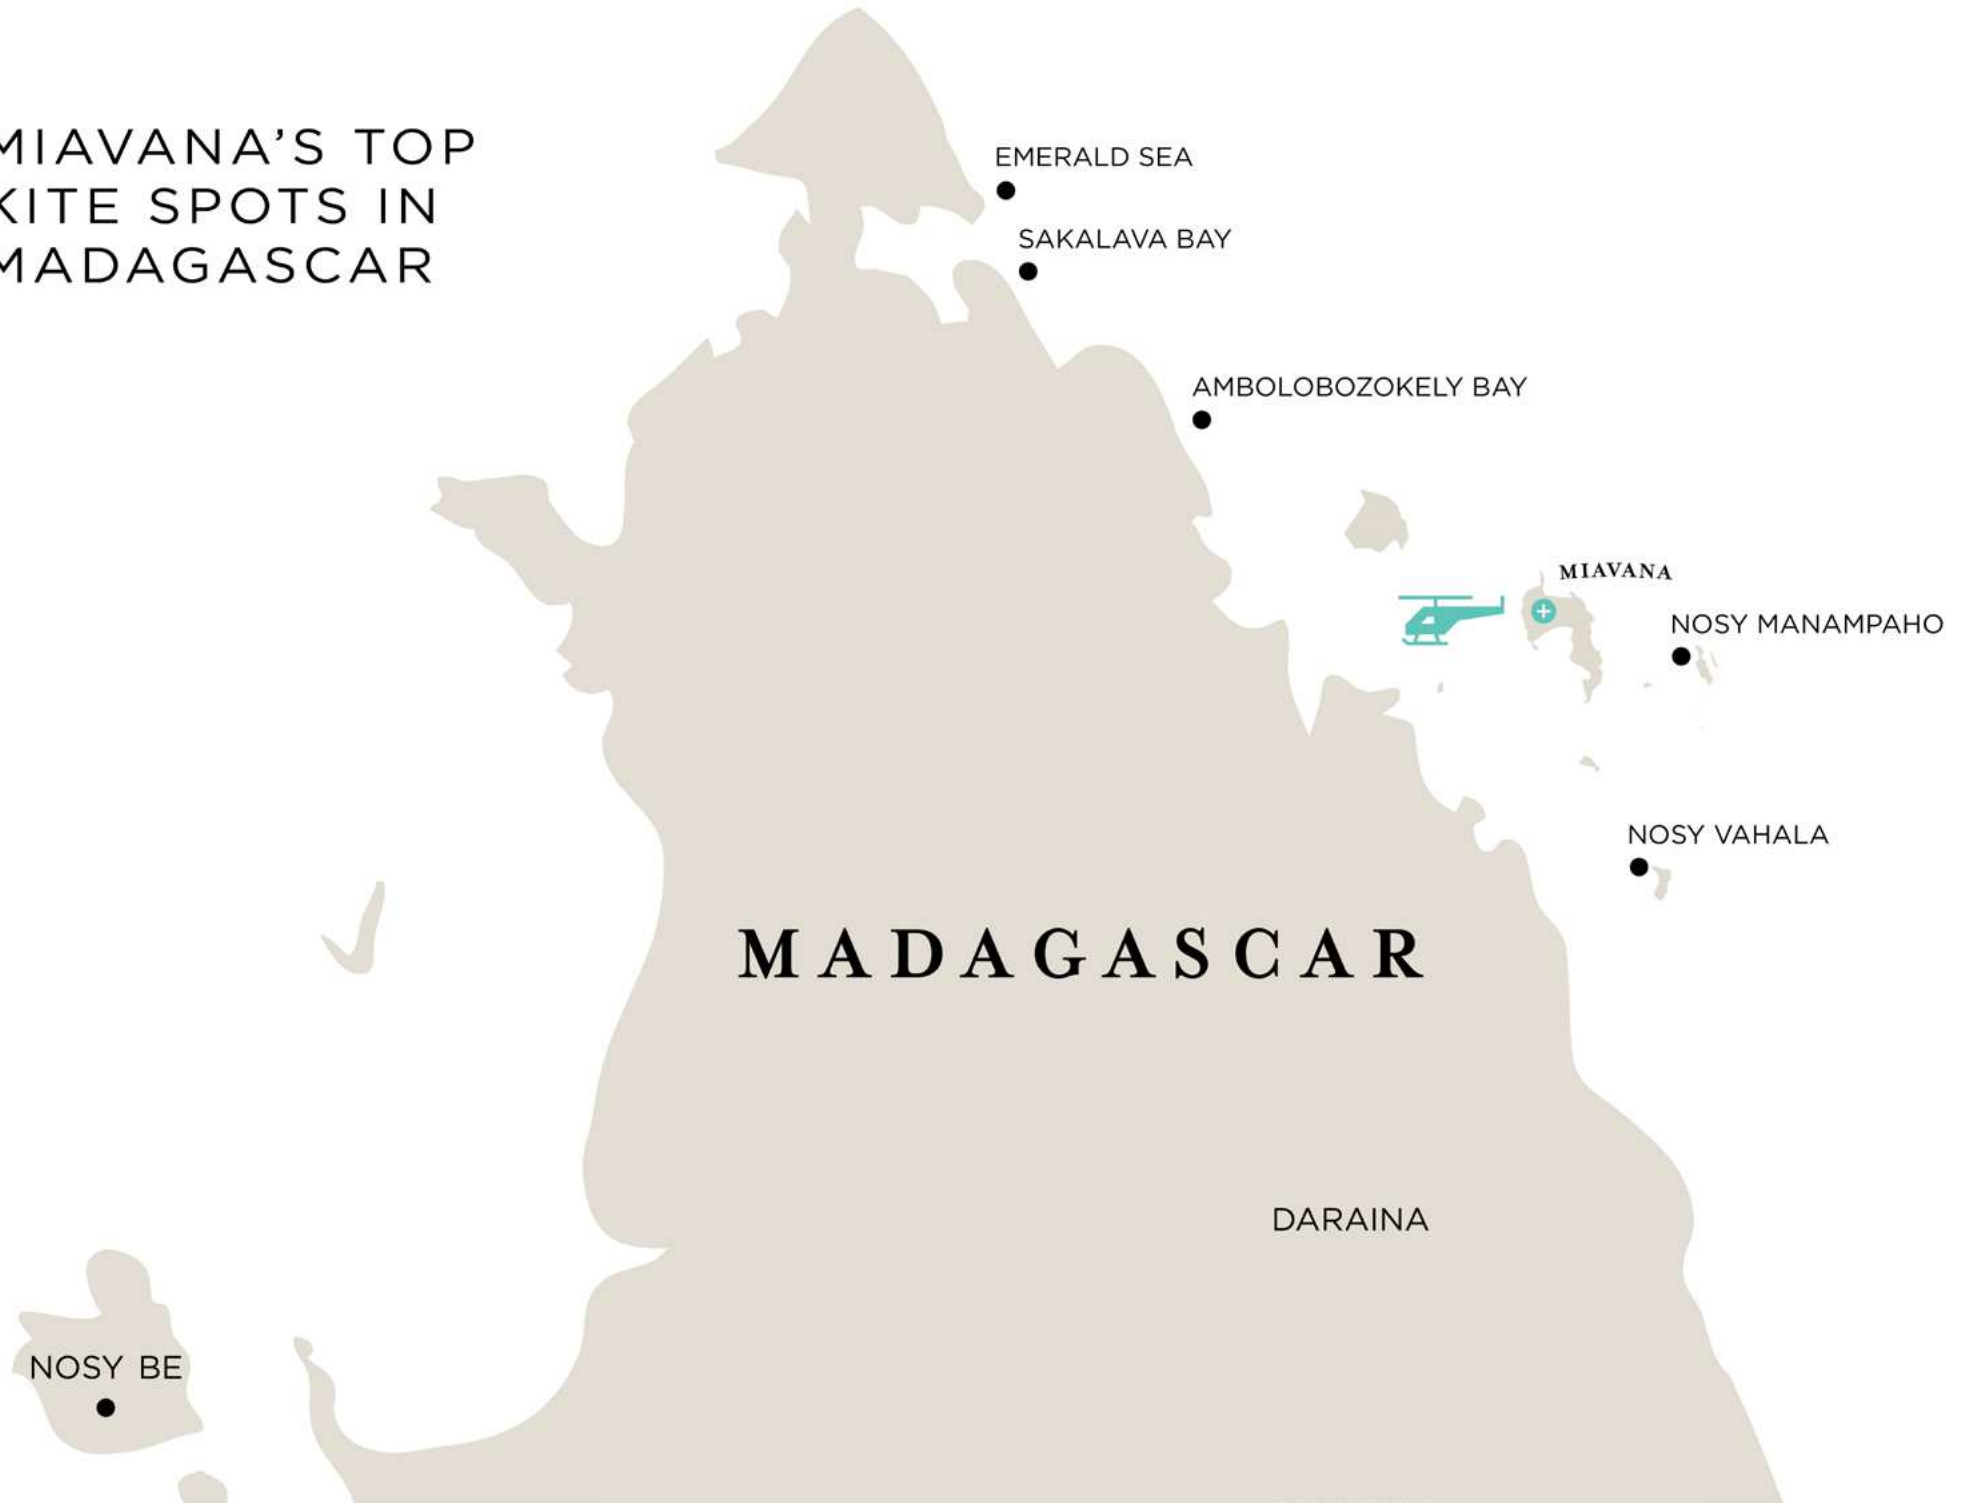 MIAVANA'S TOP
KITE SPOTS IN
MADAGASCAR
EMERALD SEA
SAKALAVA BAY
AMBOLOBOZOKELY BAY
MIAVANA
NOSY MANAMPAHO
NOSY VAHALA
MADAGASCAR
DARAINA
NOSY BE